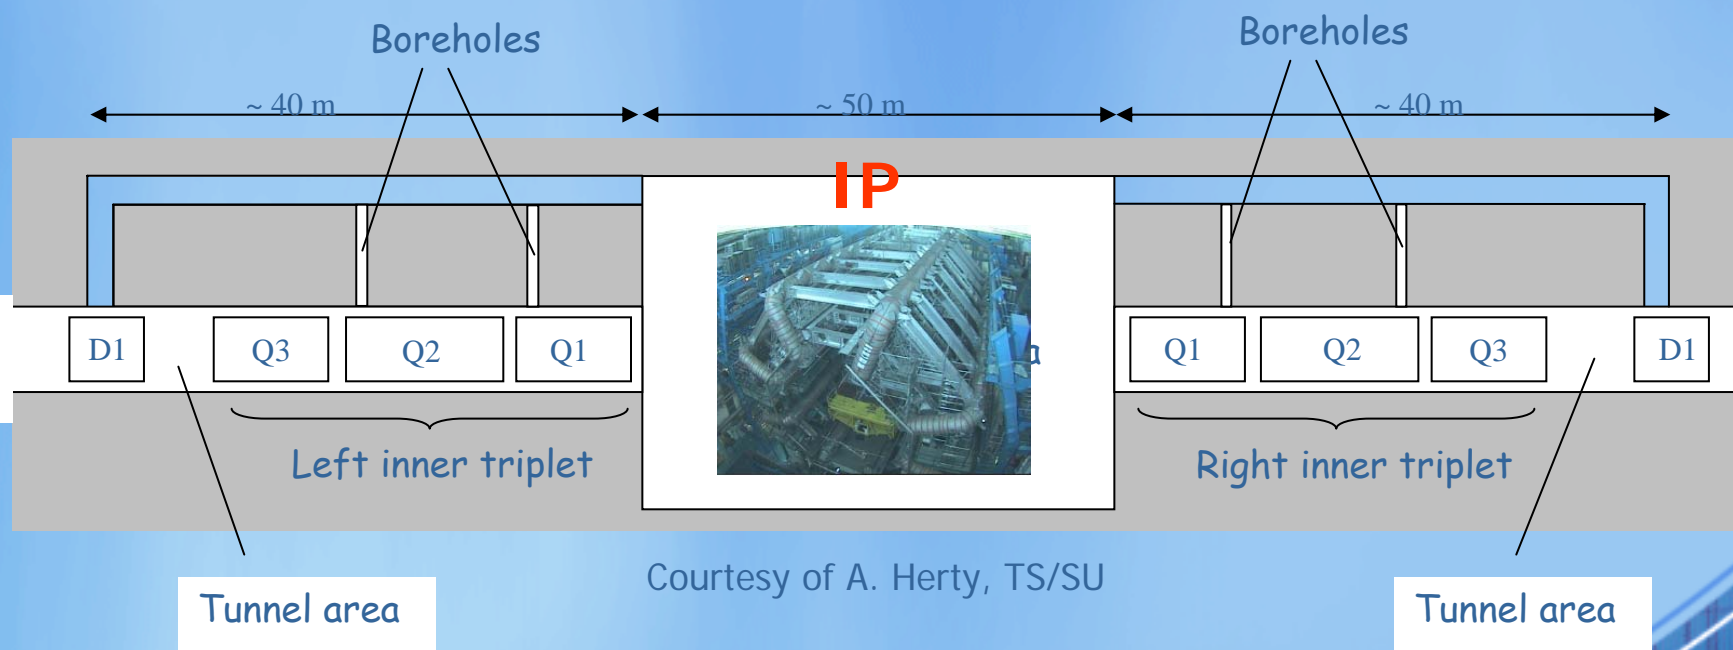 Boreholes
Boreholes
~ 40 m
~ 50 m
~ 40 m
IP
D1
Q3
Q2
Q1
Q1
Q2
Q3
D1
Left inner triplet
Right inner triplet
Courtesy of A. Herty, TS/SU
Tunnel area
Tunnel area